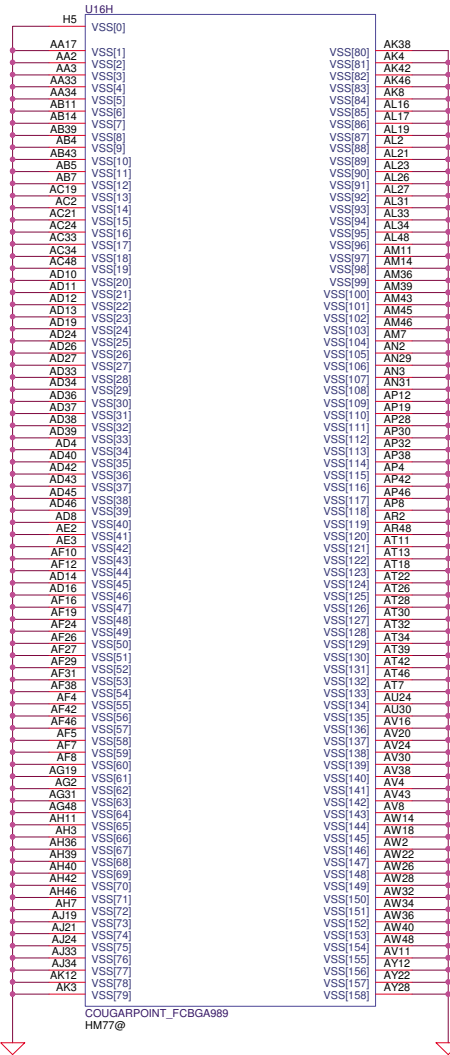 U16H
H5 VSS[0]
AA17 VSS[1] VSS[80] AK38
AA2 VSS[2] VSS[81] AK4
AA3 VSS[3] VSS[82] AK42
AA33 VSS[4] VSS[83] AK46
AA34 VSS[5] VSS[84] AK8
AB11 VSS[6] VSS[85] AL16
AB14 VSS[7] VSS[86] AL17
AB39 VSS[8] VSS[87] AL19
AB4 VSS[9] VSS[88] AL2
AB43 VSS[10] VSS[89] AL21
AB5 VSS[11] VSS[90] AL23
AB7 VSS[12] VSS[91] AL26
AC19 VSS[13] VSS[92] AL27
AC2 VSS[14] VSS[93] AL31
AC21 VSS[15] VSS[94] AL33
AC24 VSS[16] VSS[95] AL34
AC33 VSS[17] VSS[96] AL48
AC34 VSS[18] VSS[97] AM11
AC48 VSS[19] VSS[98] AM14
AD10 VSS[20] VSS[99] AM36
AD11 VSS[21] VSS[100] AM39
AD12 VSS[22] VSS[101] AM43
AD13 VSS[23] VSS[102] AM45
AD19 VSS[24] VSS[103] AM46
AD24 VSS[25] VSS[104] AM7
AD26 VSS[26] VSS[105] AN2
AD27 VSS[27] VSS[106] AN29
AD33 VSS[28] VSS[107] AN3
AD34 VSS[29] VSS[108] AN31
AD36 VSS[30] VSS[109] AP12
AD37 VSS[31] VSS[110] AP19
AD38 VSS[32] VSS[111] AP28
AD39 VSS[33] VSS[112] AP30
AD4 VSS[34] VSS[113] AP32
AD40 VSS[35] VSS[114] AP38
AD42 VSS[36] VSS[115] AP4
AD43 VSS[37] VSS[116] AP42
AD45 VSS[38] VSS[117] AP46
AD46 VSS[39] VSS[118] AP8
AD8 VSS[40] VSS[119] AR2
AE2 VSS[41] VSS[120] AR48
AE3 VSS[42] VSS[121] AT11
AF10 VSS[43] VSS[122] AT13
AF12 VSS[44] VSS[123] AT18
AD14 VSS[45] VSS[124] AT22
AD16 VSS[46] VSS[125] AT26
AF16 VSS[47] VSS[126] AT28
AF19 VSS[48] VSS[127] AT30
AF24 VSS[49] VSS[128] AT32
AF26 VSS[50] VSS[129] AT34
AF27 VSS[51] VSS[130] AT39
AF29 VSS[52] VSS[131] AT42
AF31 VSS[53] VSS[132] AT46
AF38 VSS[54] VSS[133] AT7
AF4 VSS[55] VSS[134] AU24
AF42 VSS[56] VSS[135] AU30
AF46 VSS[57] VSS[136] AV16
AF5 VSS[58] VSS[137] AV20
AF7 VSS[59] VSS[138] AV24
AF8 VSS[60] VSS[139] AV30
AG19 VSS[61] VSS[140] AV38
AG2 VSS[62] VSS[141] AV4
AG31 VSS[63] VSS[142] AV43
AG48 VSS[64] VSS[143] AV8
AH11 VSS[65] VSS[144] AW14
AH3 VSS[66] VSS[145] AW18
AH36 VSS[67] VSS[146] AW2
AH39 VSS[68] VSS[147] AW22
AH40 VSS[69] VSS[148] AW26
AH42 VSS[70] VSS[149] AW28
AH46 VSS[71] VSS[150] AW32
AH7 VSS[72] VSS[151] AW34
AJ19 VSS[73] VSS[152] AW36
AJ21 VSS[74] VSS[153] AW40
AJ24 VSS[75] VSS[154] AW48
AJ33 VSS[76] VSS[155] AV11
AJ34 VSS[77] VSS[156] AY12
AK12 VSS[78] VSS[157] AY22
AK3 VSS[79] VSS[158] AY28
COUGARPOINT_FCBGA989
HM77@